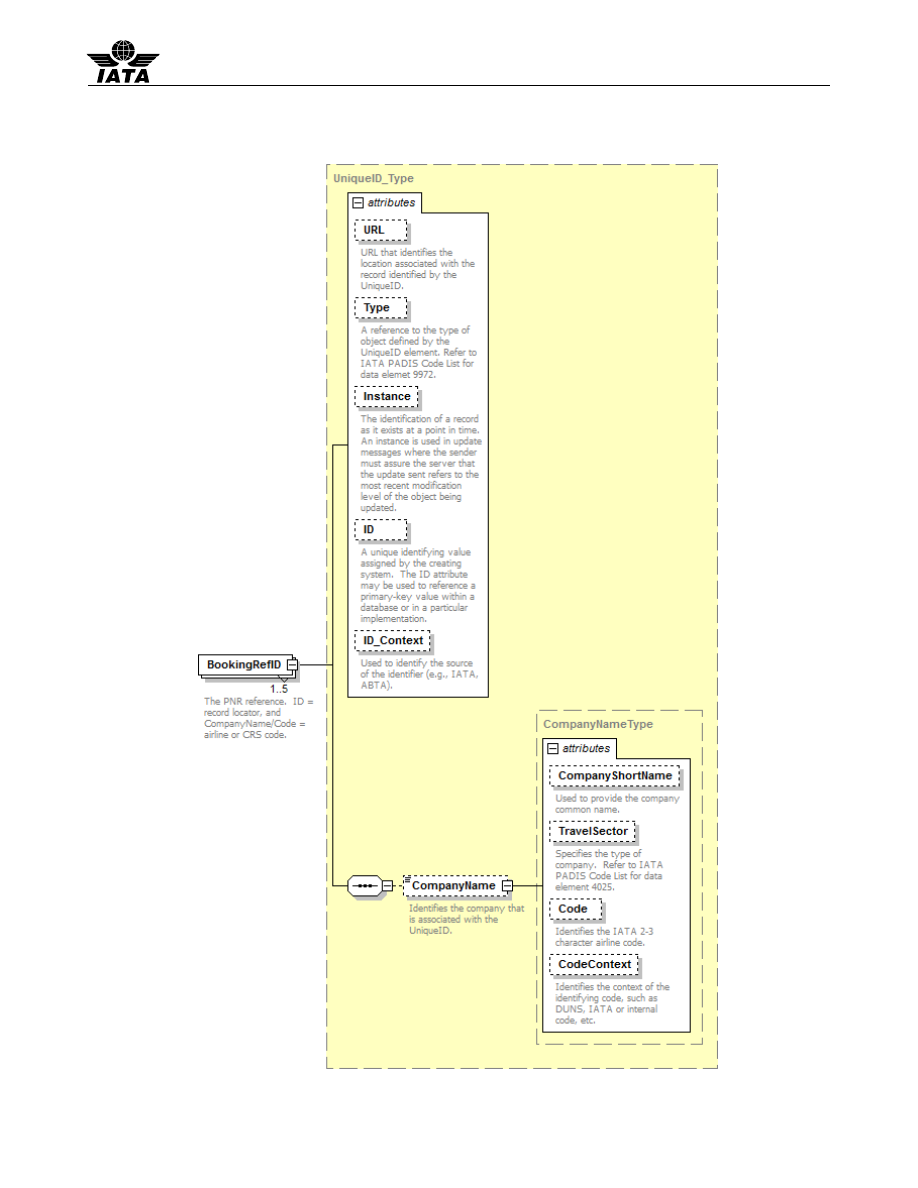 IATA
UniqueID_Type
attributes
URL
URL that identifies the
location associated with the
record identified by the
UniqueID.
Type
A reference to the type of
object defined by the
UniqueID element. Refer to
IATA PADIS Code List for
data elemet 9972.
Instance
The identification of a record
as it exists at a point in time.
An instance is used in update
messages where the sender
must assure the server that
the update sent refers to the
most recent modification
level of the object being
updated.
ID
A unique identifying value
assigned by the creating
system.  The ID attribute
may be used to reference a
primary-key value within a
database or in a particular
implementation.
ID_Context
Used to identify the source
of the identifier (e.g., IATA,
ABTA).
BookingRefID
1..5
The PNR reference.  ID =
record locator, and
CompanyName/Code =
airline or CRS code.
CompanyName
Identifies the company that
is associated with the
UniqueID.
CompanyNameType
attributes
CompanyShortName
Used to provide the company
common name.
TravelSector
Specifies the type of
company.  Refer to IATA
PADIS Code List for data
element 4025.
Code
Identifies the IATA 2-3
character airline code.
CodeContext
Identifies the context of the
identifying code, such as
DUNS, IATA or internal
code, etc.